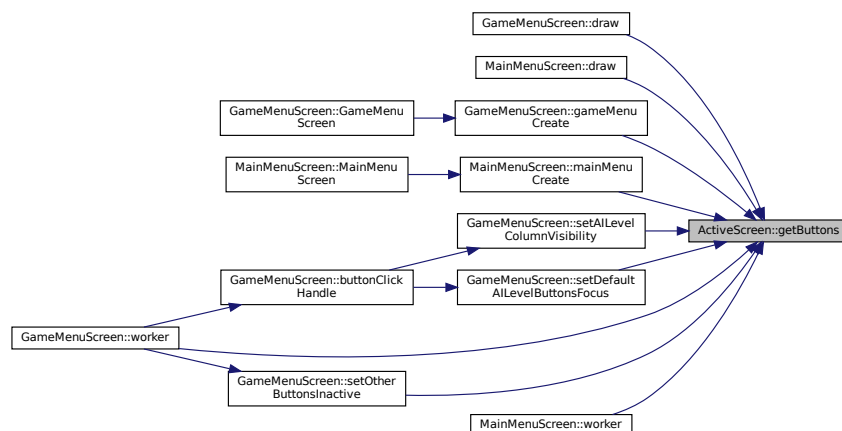 GameMenuScreen::draw
MainMenuScreen::draw
GameMenuScreen::GameMenu
Screen
GameMenuScreen::gameMenu
Create
MainMenuScreen::MainMenu
Screen
MainMenuScreen::mainMenu
Create
GameMenuScreen::setAILevel
ColumnVisibility
ActiveScreen::getButtons
GameMenuScreen::buttonClick
Handle
GameMenuScreen::setDefault
AILevelButtonsFocus
GameMenuScreen::worker
GameMenuScreen::setOther
ButtonsInactive
MainMenuScreen::worker